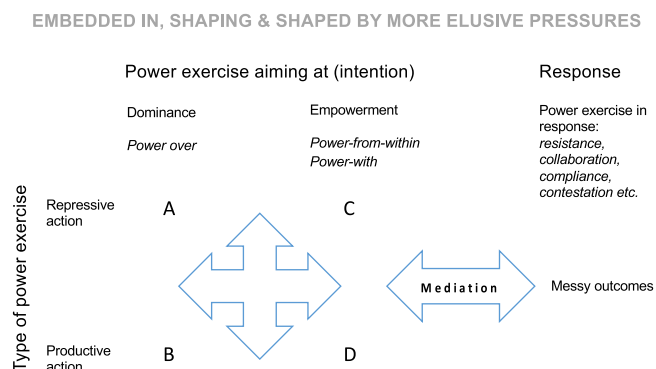 EMBEDDED IN, SHAPING & SHAPED BY MORE ELUSIVE PRESSURES
Power exercise aiming at (intention)
Response
Dominance
Power over
Empowerment
Power-from-within
Power-with
Power exercise in
response:
resistance,
collaboration,
compliance,
contestation etc.
Type of power exercise
Repressive
action
A
C
Mediation
Messy outcomes
Productive
action
B
D